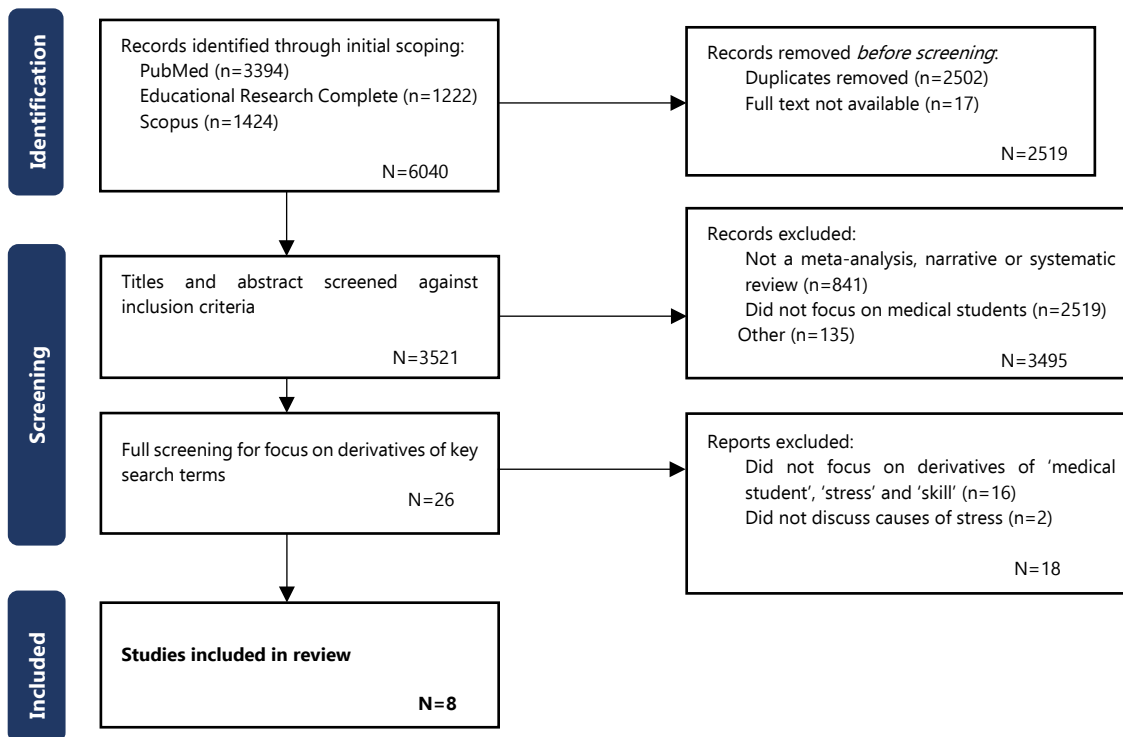 Identification
Records identified through initial scoping:
PubMed (n=3394)
Educational Research Complete (n=1222)
Scopus (n=1424)
N=6040
Records removed before screening:
Duplicates removed (n=2502)
Full text not available (n=17)
N=2519
Screening
Titles and abstract screened against
inclusion criteria
N=3521
Records excluded:
Not a meta-analysis, narrative or systematic
review (n=841)
Did not focus on medical students (n=2519)
Other (n=135)
N=3495
Full screening for focus on derivatives of key
search terms
N=26
Reports excluded:
Did not focus on derivatives of ‘medical
student’, ‘stress’ and ‘skill’ (n=16)
Did not discuss causes of stress (n=2)
N=18
Included
Studies included in review
N=8